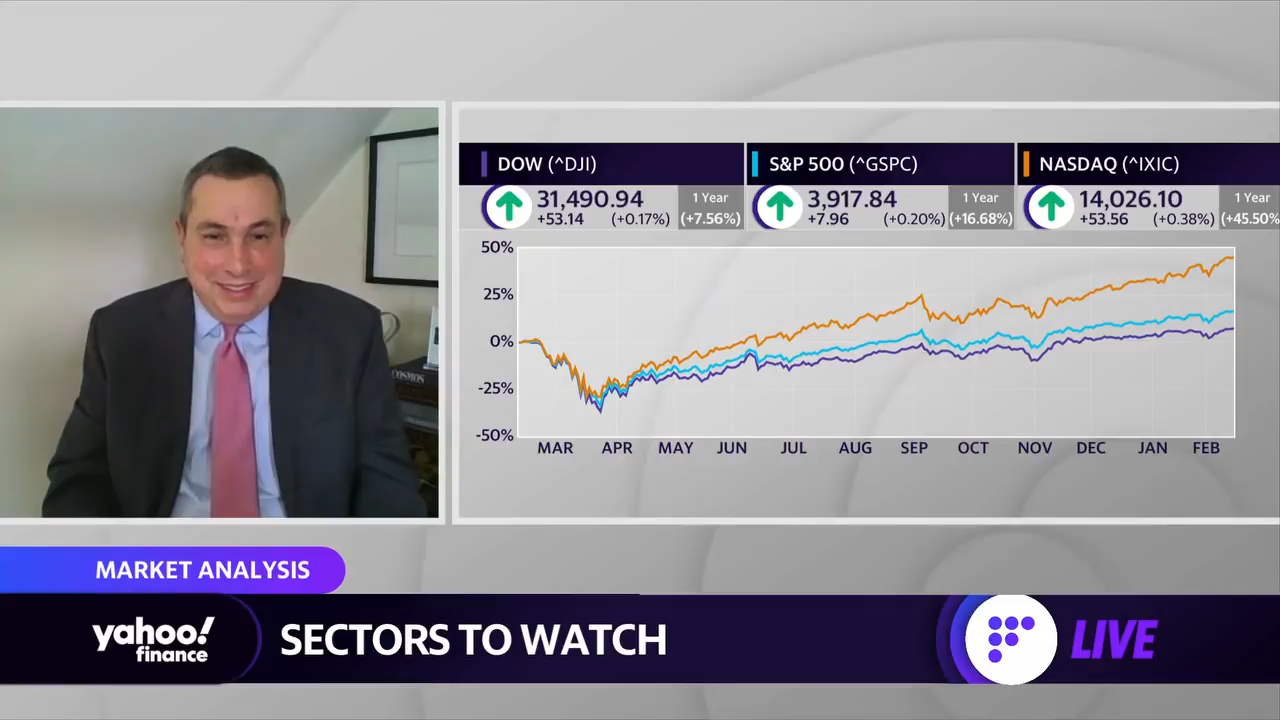 COSMOS
DOW (^DJI)
31,490.94
+53.14 (+0.17%)
1 Year
(+7.56%)
S&P 500 (^GSPC)
3,917.84
+7.96 (+0.20%)
1 Year
(+16.68%)
NASDAQ (^IXIC)
14,026.10
+53.56 (+0.38%)
1 Year
(+45.50%
50%
25%
0%
-25%
-50%
MAR APR MAY JUN JUL AUG SEP OCT NOV DEC JAN FEB
MARKET ANALYSIS
yahoo!
finance
SECTORS TO WATCH
LIVE